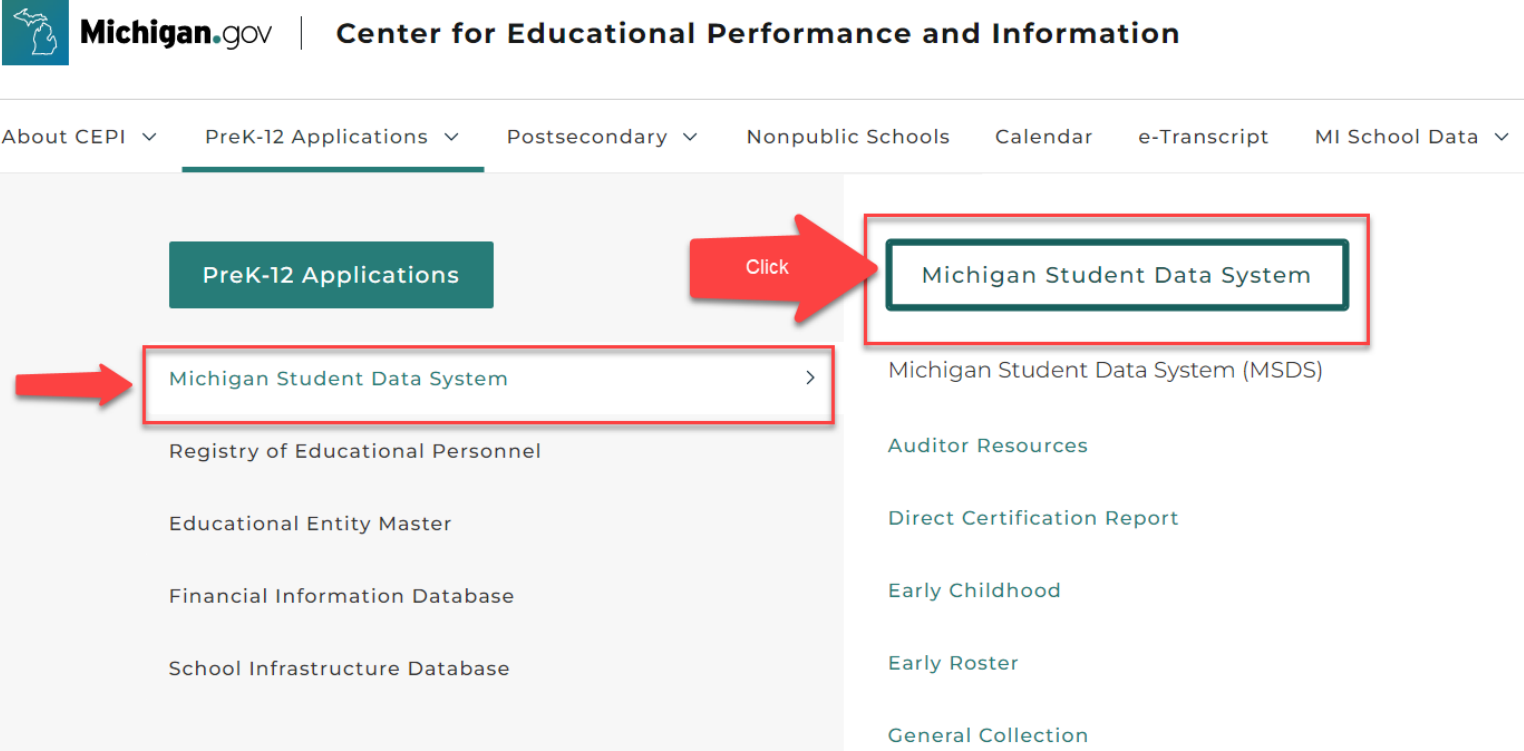 Michigan.gov | Center for Educational Performance and Information
About CEPI PreK-12 Applications Postsecondary Nonpublic Schools Calendar e-Transcript MI School Data
PreK-12 Applications
Michigan Student Data System
Registry of Educational Personnel
Educational Entity Master
Financial Information Database
School Infrastructure Database
Click
Michigan Student Data System
Michigan Student Data System (MSDS)
Auditor Resources
Direct Certification Report
Early Childhood
Early Roster
General Collection